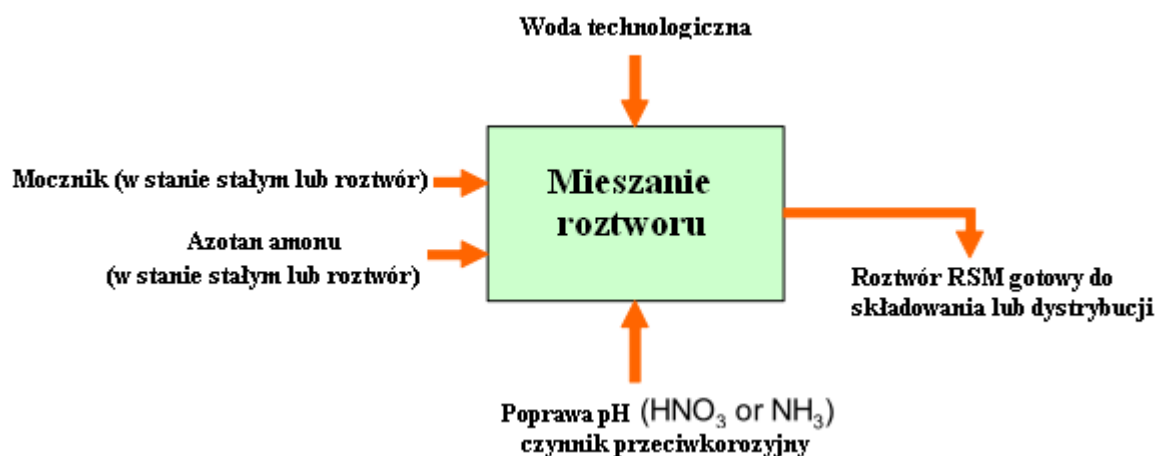 Woda technologiczna
Mocznik (w stanie stałym lub roztwór)
Azotan amonu
(w stanie stałym lub roztwór)
Mieszanie
roztworu
Roztwór RSM gotowy do
składowania lub dystrybucji
Poprawa pH (HNO₃ or NH₃)
czynnik przeciwkorozyjny